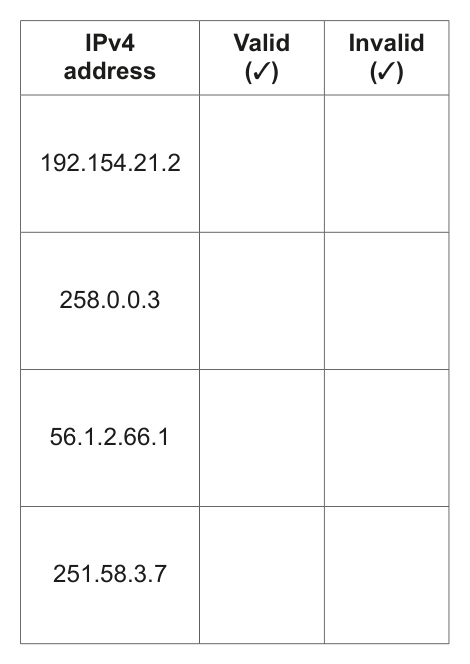 IPv4 Valid Invalid
address (✓) (✓)
192.154.21.2
258.0.0.3
56.1.2.66.1
251.58.3.7